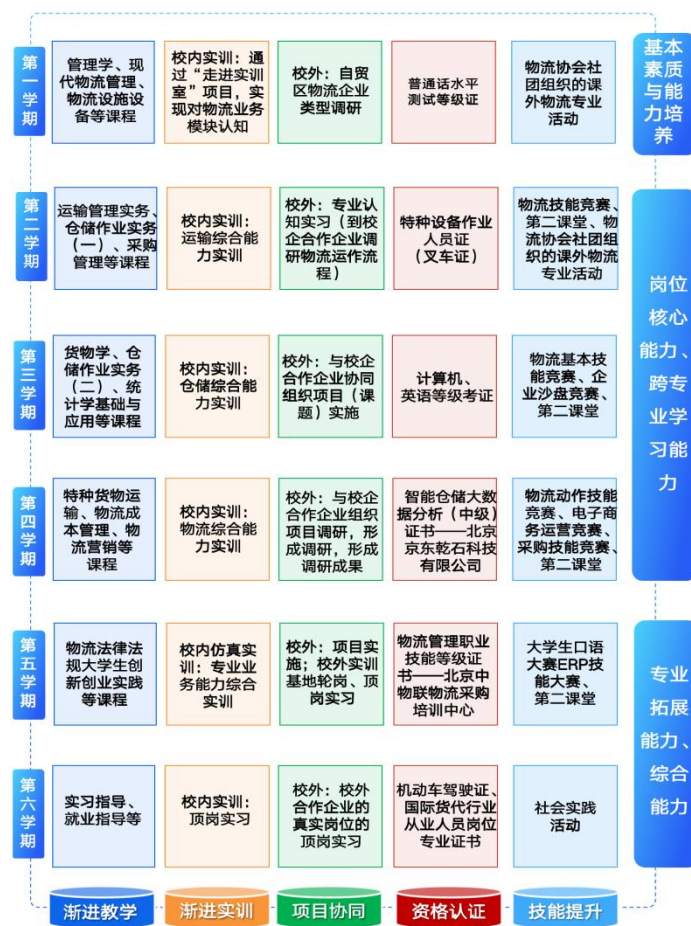 第一学期
管理学、现
代物流管理、
物流设施设
备等课程
校内实训：通
过“走进实训
室”项目，实
现对物流业务
模块认知
校外：自贸
区物流企业
类型调研
普通话水平
测试等级证
物流协会社
团组织的课
外物流专业
活动
基本
素质
与能
力培
养
第二学期
运输管理实务、
仓储作业实务
（一）、采购
管理等课程
校内实训：
运输综合能
力实训
校外：专业认
知实习（到校
企合作企业调
研物流运作流
程）
特种设备作业
人员证
（叉车证）
物流技能竞赛、
第二课堂、物
流协会社团组
织的课外物流
专业活动
岗位
核心
能力、
跨专
业学
习能
力
第三学期
货物学、仓
储作业实务
（二）、统
计学基础与
应用等课程
校内实训：
仓储综合能
力实训
校外：与校企
合作企业协同
组织项目（课
题）实施
计算机、
英语等级考证
物流基本技
能竞赛、企
业沙盘竞赛、
第二课堂
第四学期
特种货物运
输、物流成
本管理、物
流营销等
课程
校内实训：
物流综合能
力实训
校外：与校企
合作企业组织
项目调研，形
成调研，形成
调研成果
智能仓储大数
据分析（中级）
证书——北京
京东乾石科技
有限公司
物流动作技能
竞赛、电子商
务运营竞赛、
采购技能竞赛、
第二课堂
第五学期
物流法律法
规大学生创
新创业实践
等课程
校内仿真实
训：专业业
务能力综合
实训
校外：项目实
施；校外实训
基地轮岗、顶
岗实习
物流管理职业
技能等级证
书——北京中
物联物流采购
培训中心
大学生口语
大赛ERP技
能大赛、
第二课堂
专业
拓展
能力、
综合
能力
第六学期
实习指导、
就业指导等
校内实训：
顶岗实习
校外：校外
合作企业的
真实岗位的
顶岗实习
机动车驾驶证、
国际货代行业
从业人员岗位
专业证书
社会实践
活动
渐进教学
渐进实训
项目协同
资格认证
技能提升